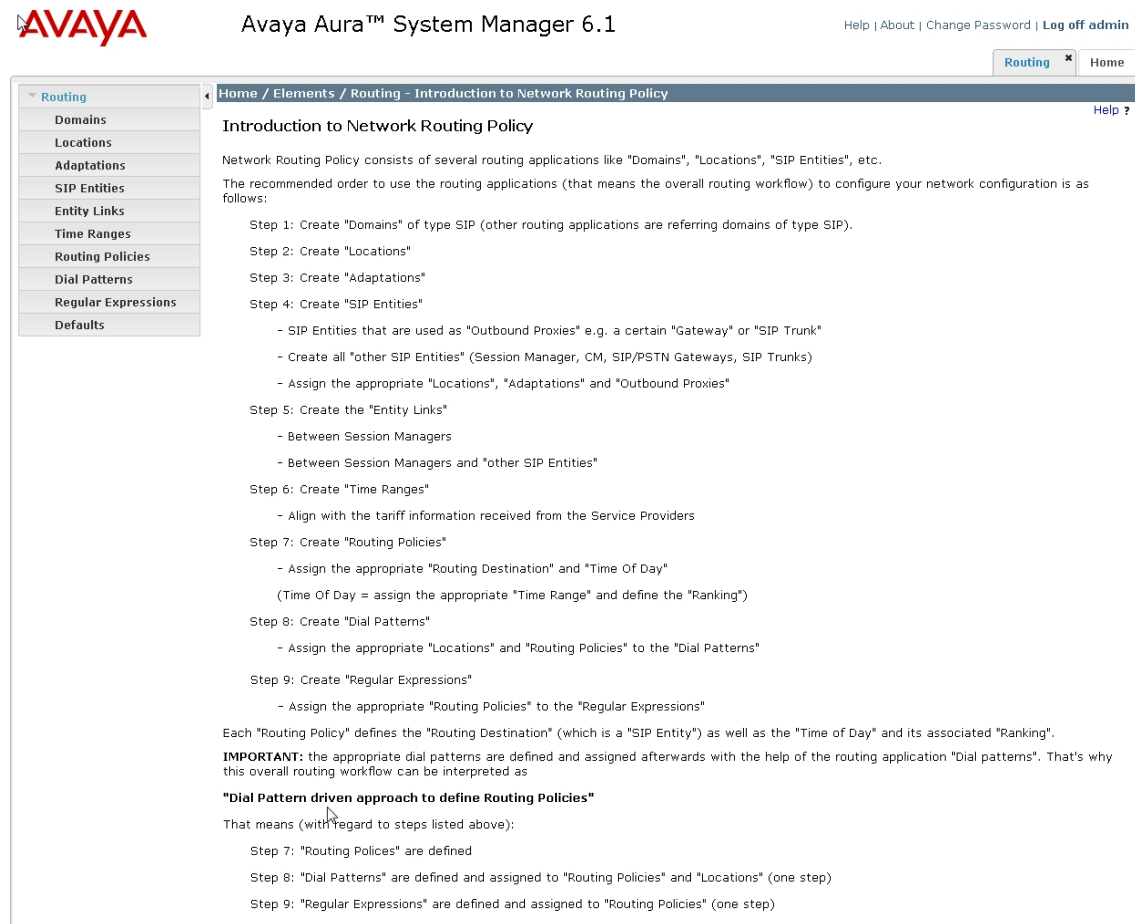 AVAYA
Avaya Aura™ System Manager 6.1
Help | About | Change Password | Log off admin
Routing ✖
Home
Routing
Domains
Locations
Adaptations
SIP Entities
Entity Links
Time Ranges
Routing Policies
Dial Patterns
Regular Expressions
Defaults
Home / Elements / Routing - Introduction to Network Routing Policy
Help ?
Introduction to Network Routing Policy
Network Routing Policy consists of several routing applications like "Domains", "Locations", "SIP Entities", etc.
The recommended order to use the routing applications (that means the overall routing workflow) to configure your network configuration is as
follows:
Step 1: Create "Domains" of type SIP (other routing applications are referring domains of type SIP).
Step 2: Create "Locations"
Step 3: Create "Adaptations"
Step 4: Create "SIP Entities"
- SIP Entities that are used as "Outbound Proxies" e.g. a certain "Gateway" or "SIP Trunk"
- Create all "other SIP Entities" (Session Manager, CM, SIP/PSTN Gateways, SIP Trunks)
- Assign the appropriate "Locations", "Adaptations" and "Outbound Proxies"
Step 5: Create the "Entity Links"
- Between Session Managers
- Between Session Managers and "other SIP Entities"
Step 6: Create "Time Ranges"
- Align with the tariff information received from the Service Providers
Step 7: Create "Routing Policies"
- Assign the appropriate "Routing Destination" and "Time Of Day"
(Time Of Day = assign the appropriate "Time Range" and define the "Ranking")
Step 8: Create "Dial Patterns"
- Assign the appropriate "Locations" and "Routing Policies" to the "Dial Patterns"
Step 9: Create "Regular Expressions"
- Assign the appropriate "Routing Policies" to the "Regular Expressions"
Each "Routing Policy" defines the "Routing Destination" (which is a "SIP Entity") as well as the "Time of Day" and its associated "Ranking".
IMPORTANT: the appropriate dial patterns are defined and assigned afterwards with the help of the routing application "Dial patterns". That's why
this overall routing workflow can be interpreted as
"Dial Pattern driven approach to define Routing Policies"
That means (with regard to steps listed above):
Step 7: "Routing Polices" are defined
Step 8: "Dial Patterns" are defined and assigned to "Routing Policies" and "Locations" (one step)
Step 9: "Regular Expressions" are defined and assigned to "Routing Policies" (one step)